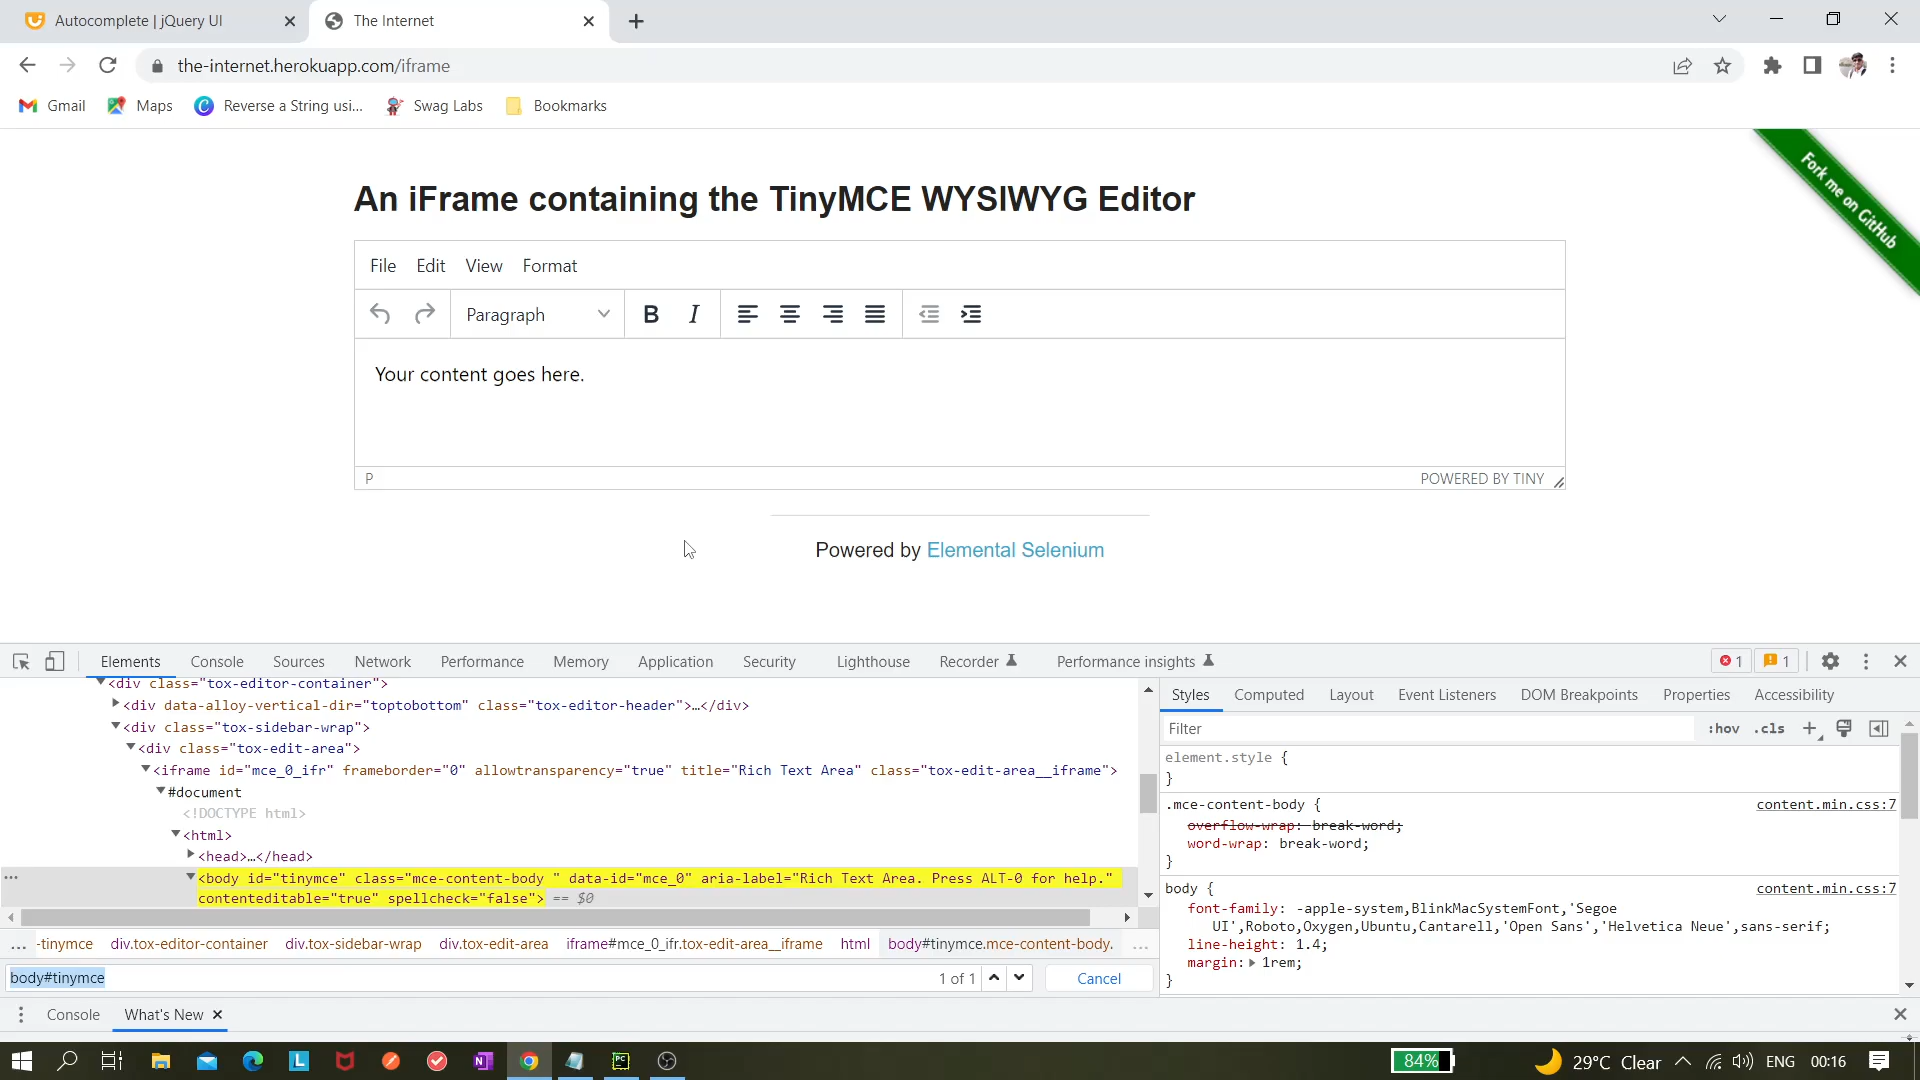 Autocomplete | jQuery UI
The Internet
the-internet.herokuapp.com/iframe
Gmail
Maps
Reverse a String usi...
Swag Labs
Bookmarks
Fork me on GitHub
An iFrame containing the TinyMCE WYSIWYG Editor
File Edit View Format
Paragraph
B I
Your content goes here.
P
POWERED BY TINY
Powered by Elemental Selenium
Elements Console Sources Network Performance Memory Application Security Lighthouse Recorder Performance insights 1 1
<div class="tox-editor-container">
<div data-alloy-vertical-dir="toptobottom" class="tox-editor-header">…</div>
<div class="tox-sidebar-wrap">
<div class="tox-edit-area">
<iframe id="mce_0_ifr" frameborder="0" allowtransparency="true" title="Rich Text Area" class="tox-edit-area__iframe">
#document
<!DOCTYPE html>
<html>
<head>…</head>
<body id="tinymce" class="mce-content-body " data-id="mce_0" aria-label="Rich Text Area. Press ALT-0 for help."
contenteditable="true" spellcheck="false"> == $0
... -tinymce div.tox-editor-container div.tox-sidebar-wrap div.tox-edit-area iframe#mce_0_ifr.tox-edit-area__iframe html body#tinymce.mce-content-body. ...
body#tinymce
1 of 1
Cancel
Styles Computed Layout Event Listeners DOM Breakpoints Properties Accessibility
Filter
:hov .cls
element.style {
}
.mce-content-body {
content.min.css:7
overflow-wrap: break-word;
word-wrap: break-word;
}
body {
content.min.css:7
font-family: -apple-system,BlinkMacSystemFont,'Segoe
UI',Roboto,Oxygen,Ubuntu,Cantarell,'Open Sans','Helvetica Neue',sans-serif;
line-height: 1.4;
margin: 1rem;
}
Console What's New
84% 29°C Clear ENG 00:16